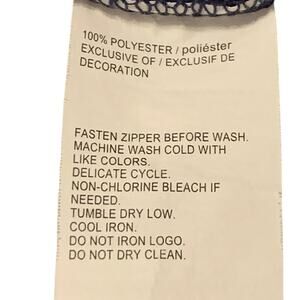 100% POLYESTER / poliéster
EXCLUSIVE OF / EXCLUSIF DE
DECORATION
FASTEN ZIPPER BEFORE WASH.
MACHINE WASH COLD WITH
LIKE COLORS.
DELICATE CYCLE.
NON-CHLORINE BLEACH IF
NEEDED.
TUMBLE DRY LOW.
COOL IRON.
DO NOT IRON LOGO.
DO NOT DRY CLEAN.